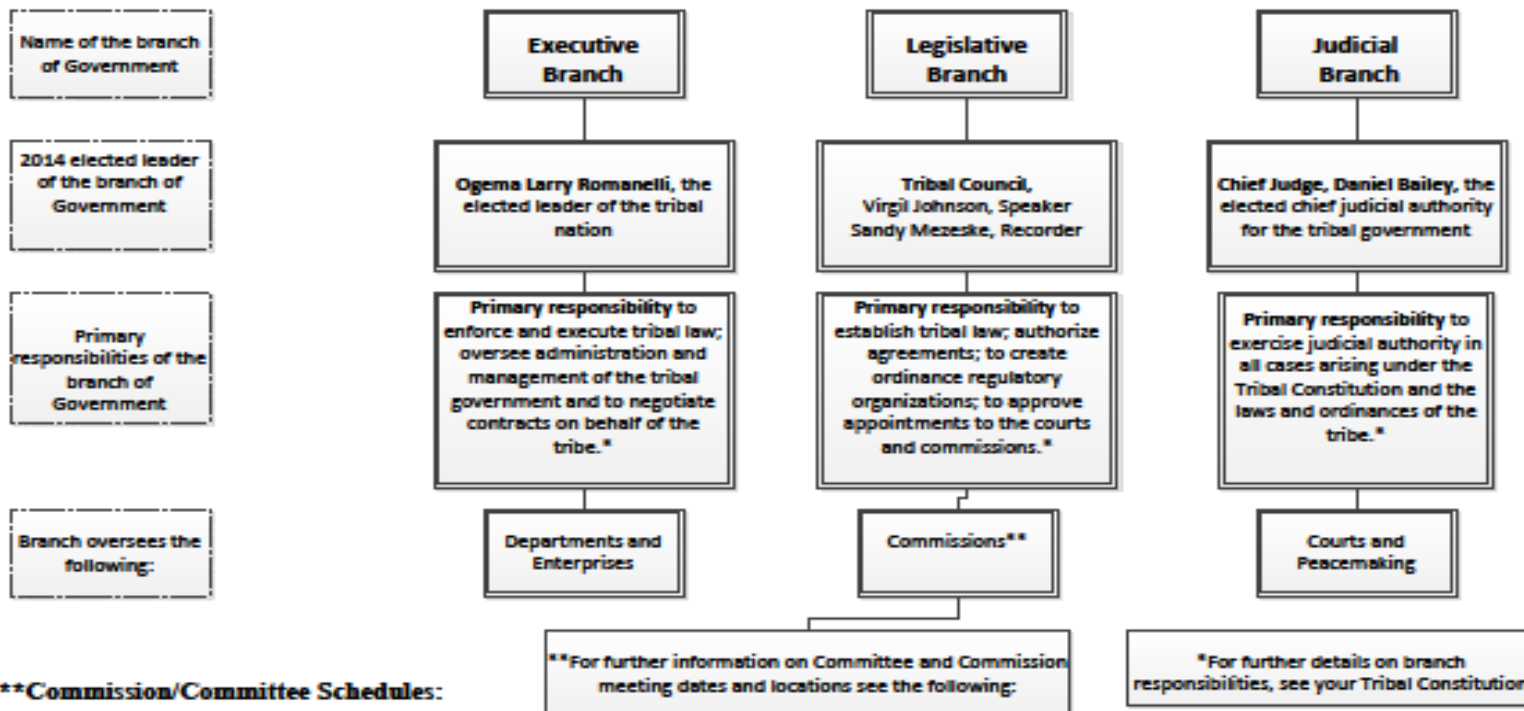 Name of the branch
of Government
Executive
Branch
Legislative
Branch
Judicial
Branch
2014 elected leader
of the branch of
Government
Ogema Larry Romanelli, the
elected leader of the tribal
nation
Tribal Council,
Virgil Johnson, Speaker
Sandy Mezeske, Recorder
Chief Judge, Daniel Bailey, the
elected chief judicial authority
for the tribal government
Primary
responsibilities of the
branch of
Government
Primary responsibility to
enforce and execute tribal law;
oversee administration and
management of the tribal
government and to negotiate
contracts on behalf of the
tribe.*
Primary responsibility to
establish tribal law; authorize
agreements; to create
ordinance regulatory
organizations; to approve
appointments to the courts
and commissions.*
Primary responsibility to
exercise judicial authority in
all cases arising under the
Tribal Constitution and the
laws and ordinances of the
tribe.*
Branch oversees the
following:
Departments and
Enterprises
Commissions**
Courts and
Peacemaking
**For further information on Committee and Commission
meeting dates and locations see the following:
*For further details on branch
responsibilities, see your Tribal Constitution
**Commission/Committee Schedules: